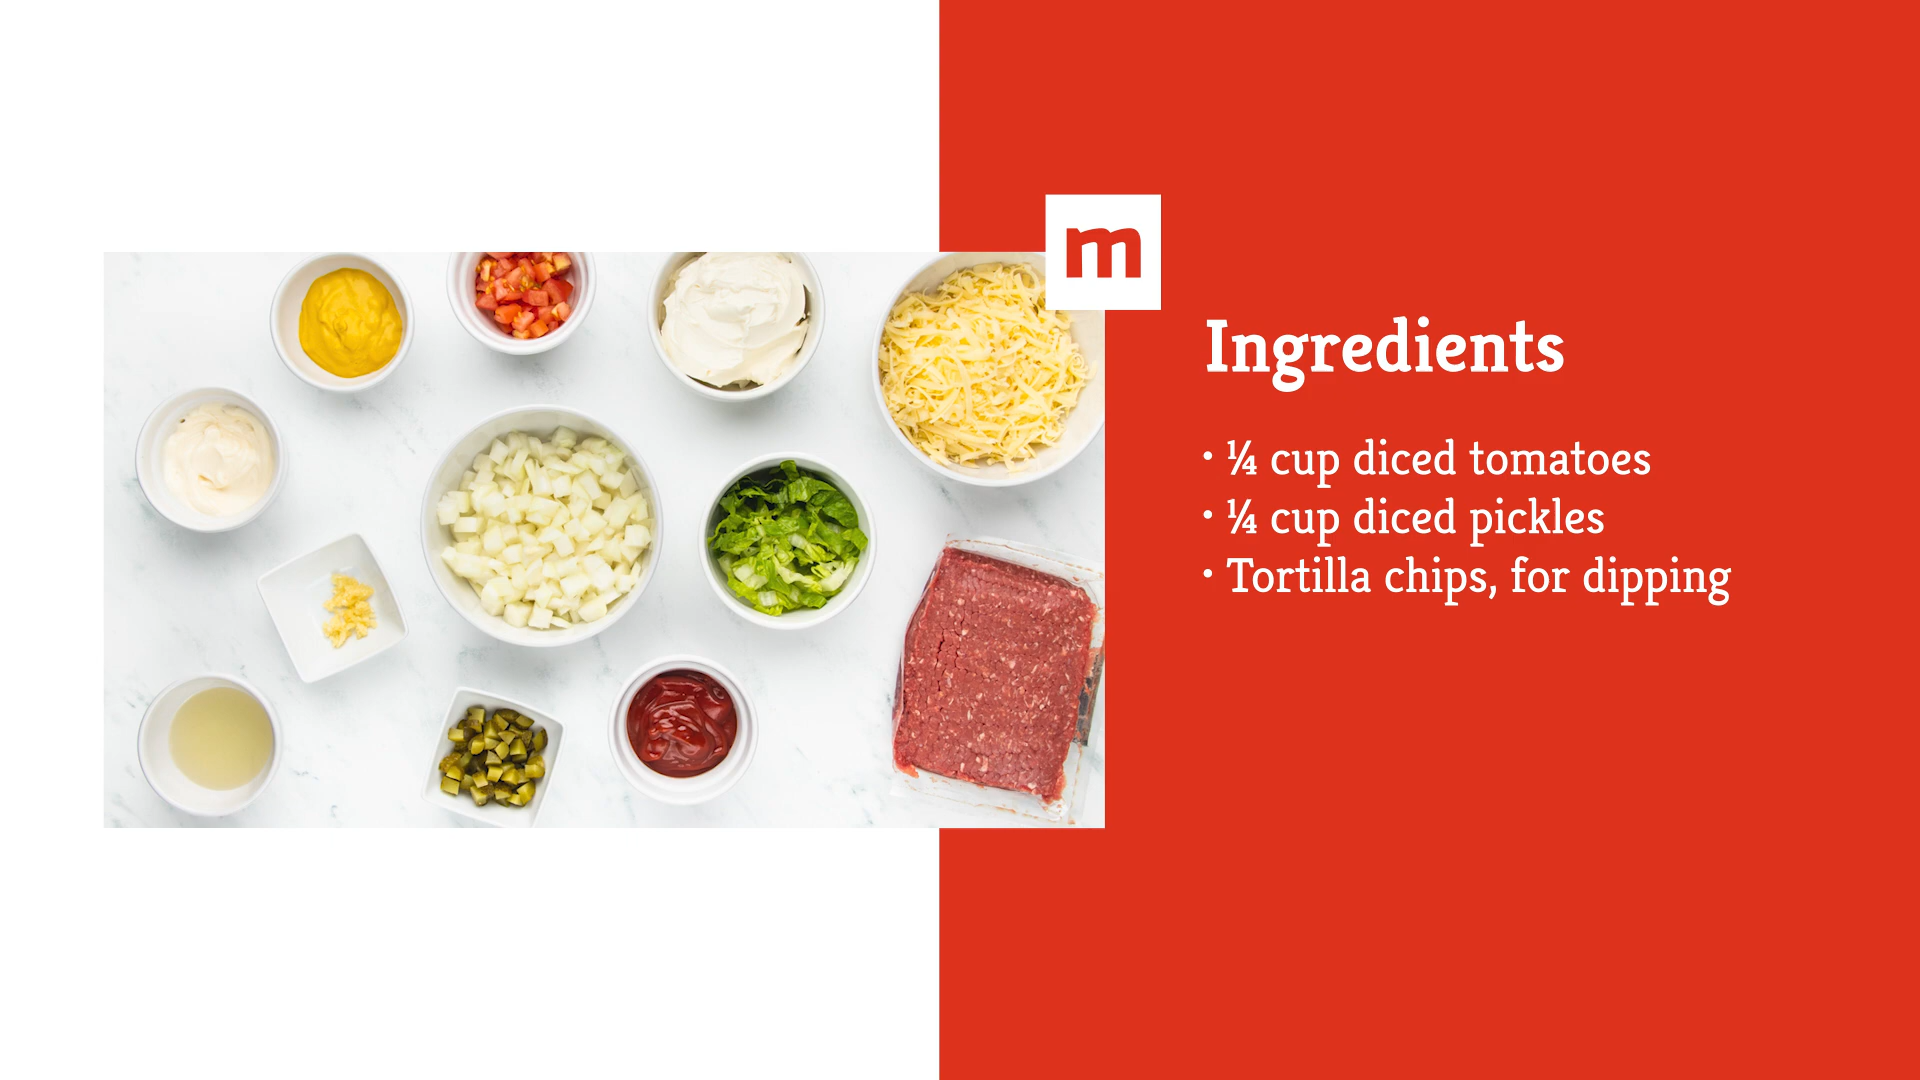 m
Ingredients
• ¼ cup diced tomatoes
• ¼ cup diced pickles
• Tortilla chips, for dipping